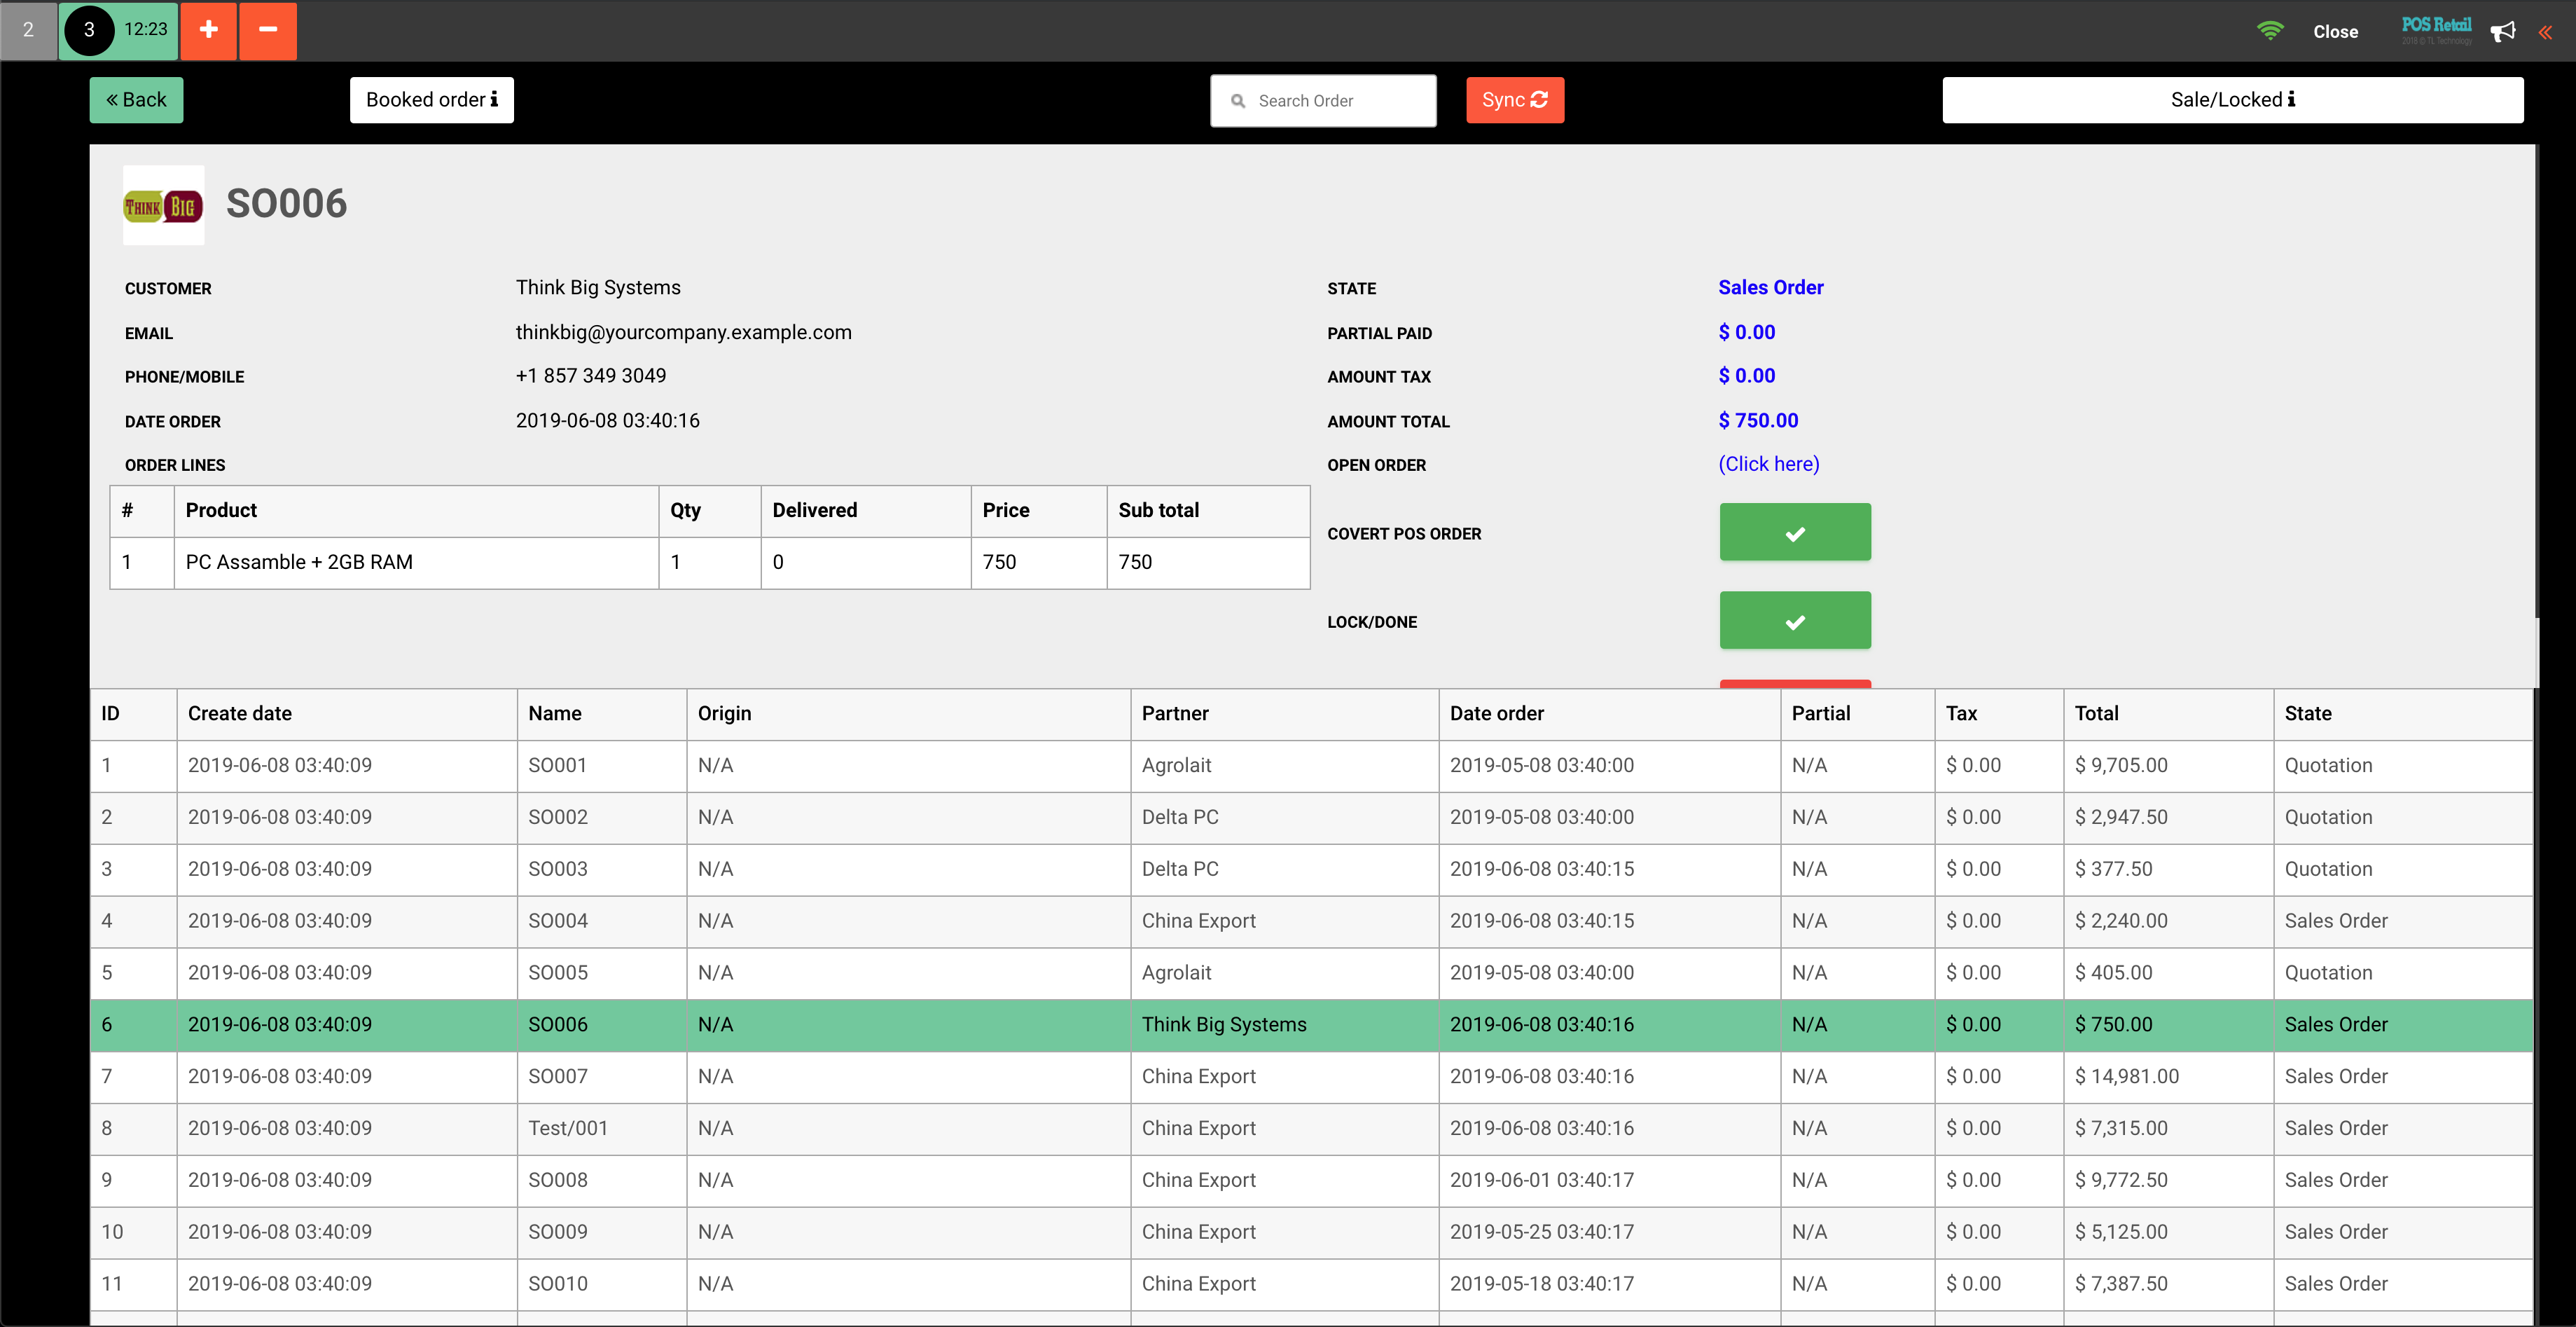 2 3 12:23 Close POS Retail
2018 © TL Technology
Back Booked order Search Order Sync Sale/Locked
THINK BIG SO006
CUSTOMER Think Big Systems STATE Sales Order
EMAIL thinkbig@yourcompany.example.com PARTIAL PAID $ 0.00
PHONE/MOBILE +1 857 349 3049 AMOUNT TAX $ 0.00
DATE ORDER 2019-06-08 03:40:16 AMOUNT TOTAL $ 750.00
ORDER LINES OPEN ORDER (Click here)
# Product Qty Delivered Price Sub total
1 PC Assamble + 2GB RAM 1 0 750 750
COVERT POS ORDER
LOCK/DONE
ID Create date Name Origin Partner Date order Partial Tax Total State
1 2019-06-08 03:40:09 SO001 N/A Agrolait 2019-05-08 03:40:00 N/A $ 0.00 $ 9,705.00 Quotation
2 2019-06-08 03:40:09 SO002 N/A Delta PC 2019-05-08 03:40:00 N/A $ 0.00 $ 2,947.50 Quotation
3 2019-06-08 03:40:09 SO003 N/A Delta PC 2019-06-08 03:40:15 N/A $ 0.00 $ 377.50 Quotation
4 2019-06-08 03:40:09 SO004 N/A China Export 2019-06-08 03:40:15 N/A $ 0.00 $ 2,240.00 Sales Order
5 2019-06-08 03:40:09 SO005 N/A Agrolait 2019-05-08 03:40:00 N/A $ 0.00 $ 405.00 Quotation
6 2019-06-08 03:40:09 SO006 N/A Think Big Systems 2019-06-08 03:40:16 N/A $ 0.00 $ 750.00 Sales Order
7 2019-06-08 03:40:09 SO007 N/A China Export 2019-06-08 03:40:16 N/A $ 0.00 $ 14,981.00 Sales Order
8 2019-06-08 03:40:09 Test/001 N/A China Export 2019-06-08 03:40:16 N/A $ 0.00 $ 7,315.00 Sales Order
9 2019-06-08 03:40:09 SO008 N/A China Export 2019-06-01 03:40:17 N/A $ 0.00 $ 9,772.50 Sales Order
10 2019-06-08 03:40:09 SO009 N/A China Export 2019-05-25 03:40:17 N/A $ 0.00 $ 5,125.00 Sales Order
11 2019-06-08 03:40:09 SO010 N/A China Export 2019-05-18 03:40:17 N/A $ 0.00 $ 7,387.50 Sales Order